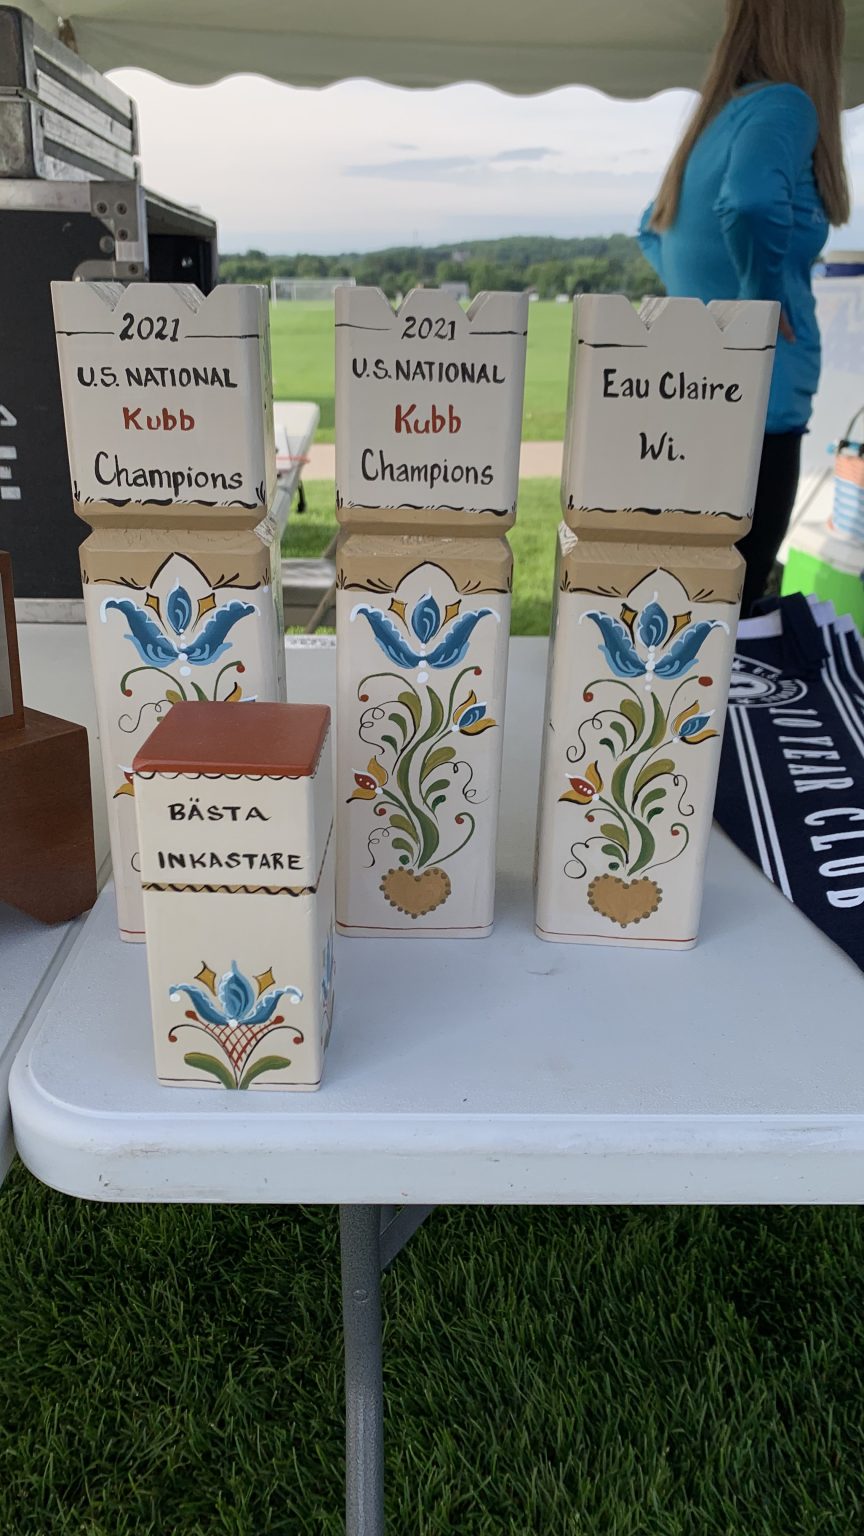 2021
U.S. NATIONAL
Kubb
Champions
2021
U.S. NATIONAL
Kubb
Champions
Eau Claire
Wi.
BÄSTA
INKASTARE
10 YEAR CLUB